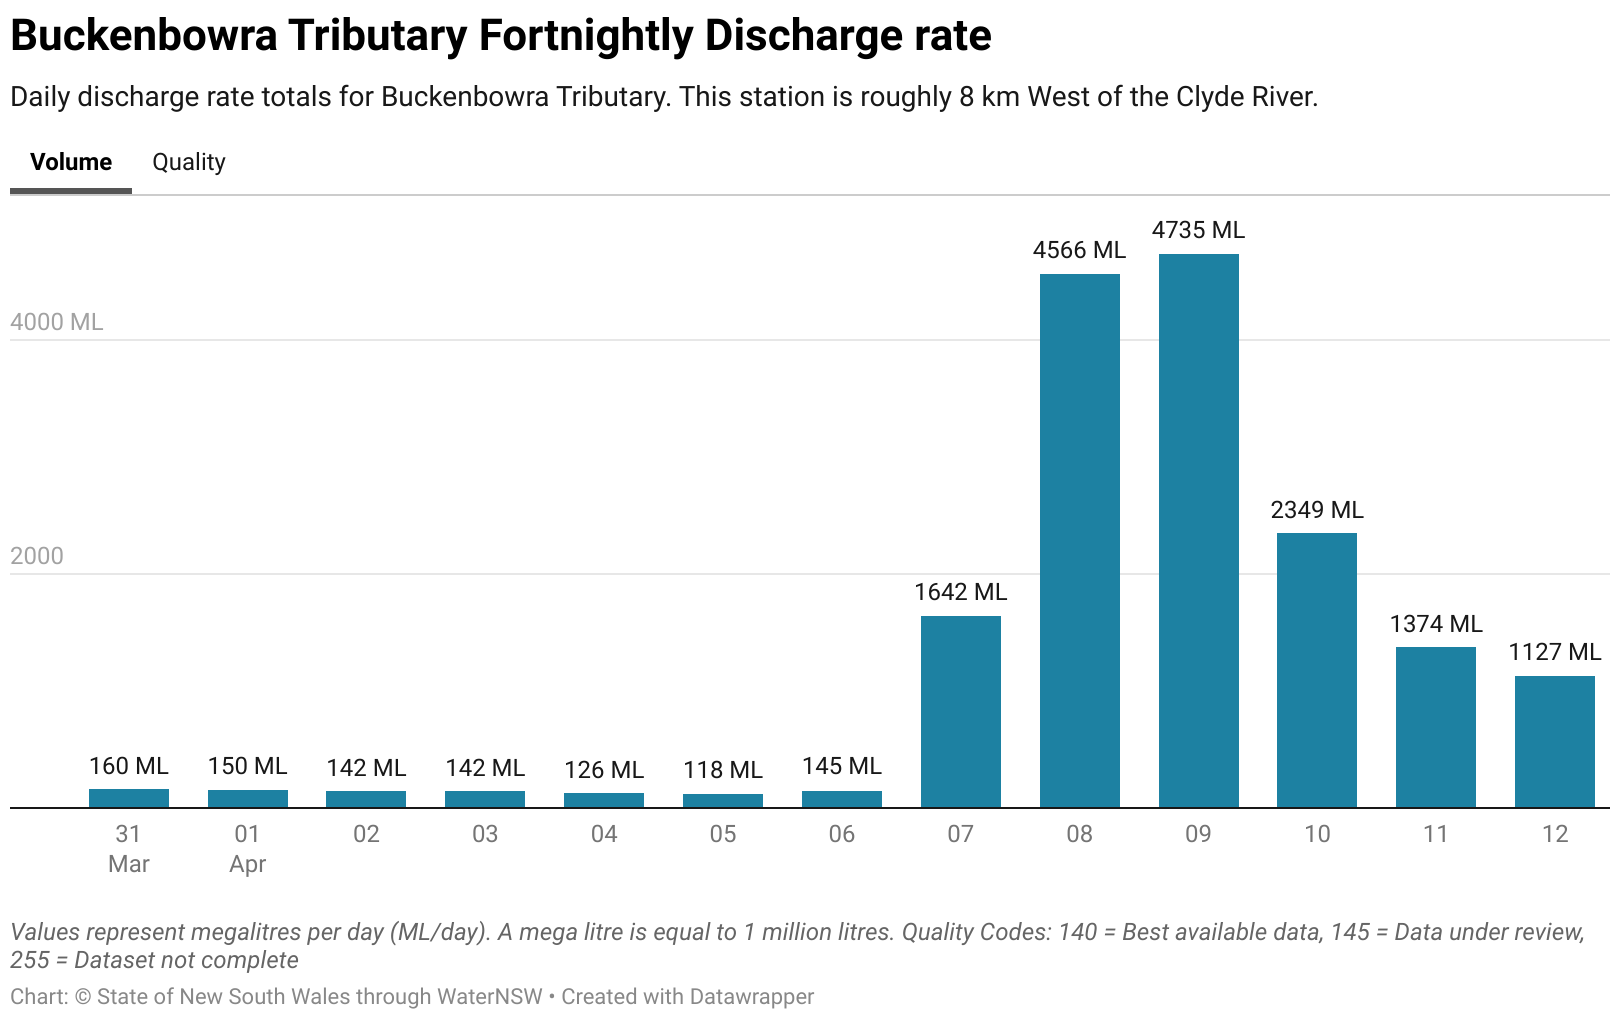 Buckenbowra Tributary Fortnightly Discharge rate
Daily discharge rate totals for Buckenbowra Tributary. This station is roughly 8 km West of the Clyde River.
Volume Quality
4735 ML
4566 ML
4000 ML
2349 ML
2000
1642 ML
1374 ML
1127 ML
160 ML 150 ML 142 ML 142 ML 126 ML 118 ML 145 ML
31 01 02 03 04 05 06 07 08 09 10 11 12
Mar Apr
Values represent megalitres per day (ML/day). A mega litre is equal to 1 million litres. Quality Codes: 140 = Best available data, 145 = Data under review,
255 = Dataset not complete
Chart: © State of New South Wales through WaterNSW • Created with Datawrapper